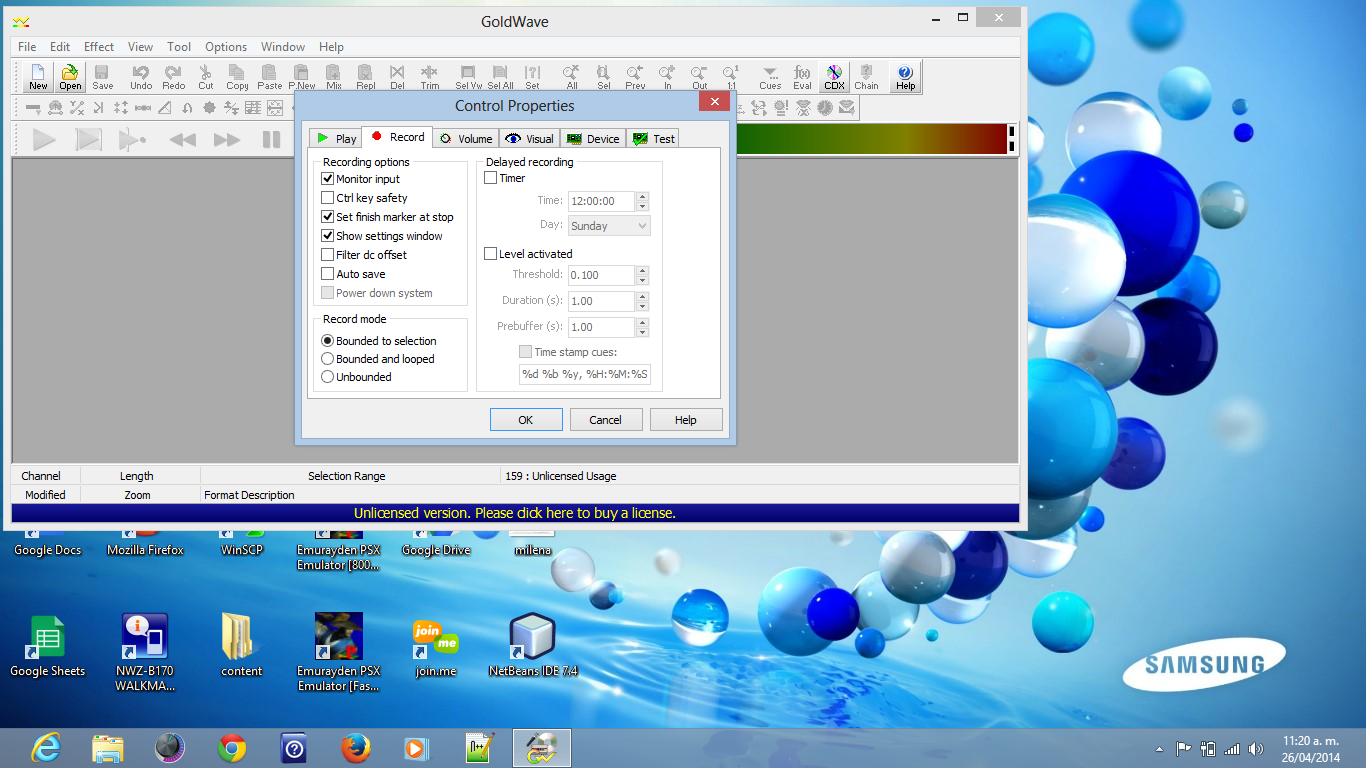 GoldWave
File Edit Effect View Tool Options Window Help
New Open Save Undo Redo Cut Copy Paste P.New Mix Repl Del Trim Sel Vw Sel All Set Prev In Out 1:1 Cues Eval CDX Chain Help
f(x)
Control Properties
Play Record Volume Visual Device Test
Recording options
Monitor input
Ctrl key safety
Set finish marker at stop
Show settings window
Filter dc offset
Auto save
Power down system
Record mode
Bounded to selection
Bounded and looped
Unbounded
Delayed recording
Timer
Time: 12:00:00
Day: Sunday
Level activated
Threshold: 0.100
Duration (s): 1.00
Prebuffer (s): 1.00
Time stamp cues:
%d %b %y, %H:%M:%S
OK Cancel Help
Channel Length Selection Range 159 : Unlicensed Usage
Modified Zoom Format Description
Unlicensed version. Please click here to buy a license.
Google Docs Mozilla Firefox WinSCP Emurayden PSX Google Drive milena
Emulator [800...
join me
Google Sheets NWZ-B170 content Emurayden PSX join.me NetBeans IDE 7.4
WALKMA... Emulator [Fas...
SAMSUNG
11:20 a. m.
26/04/2014